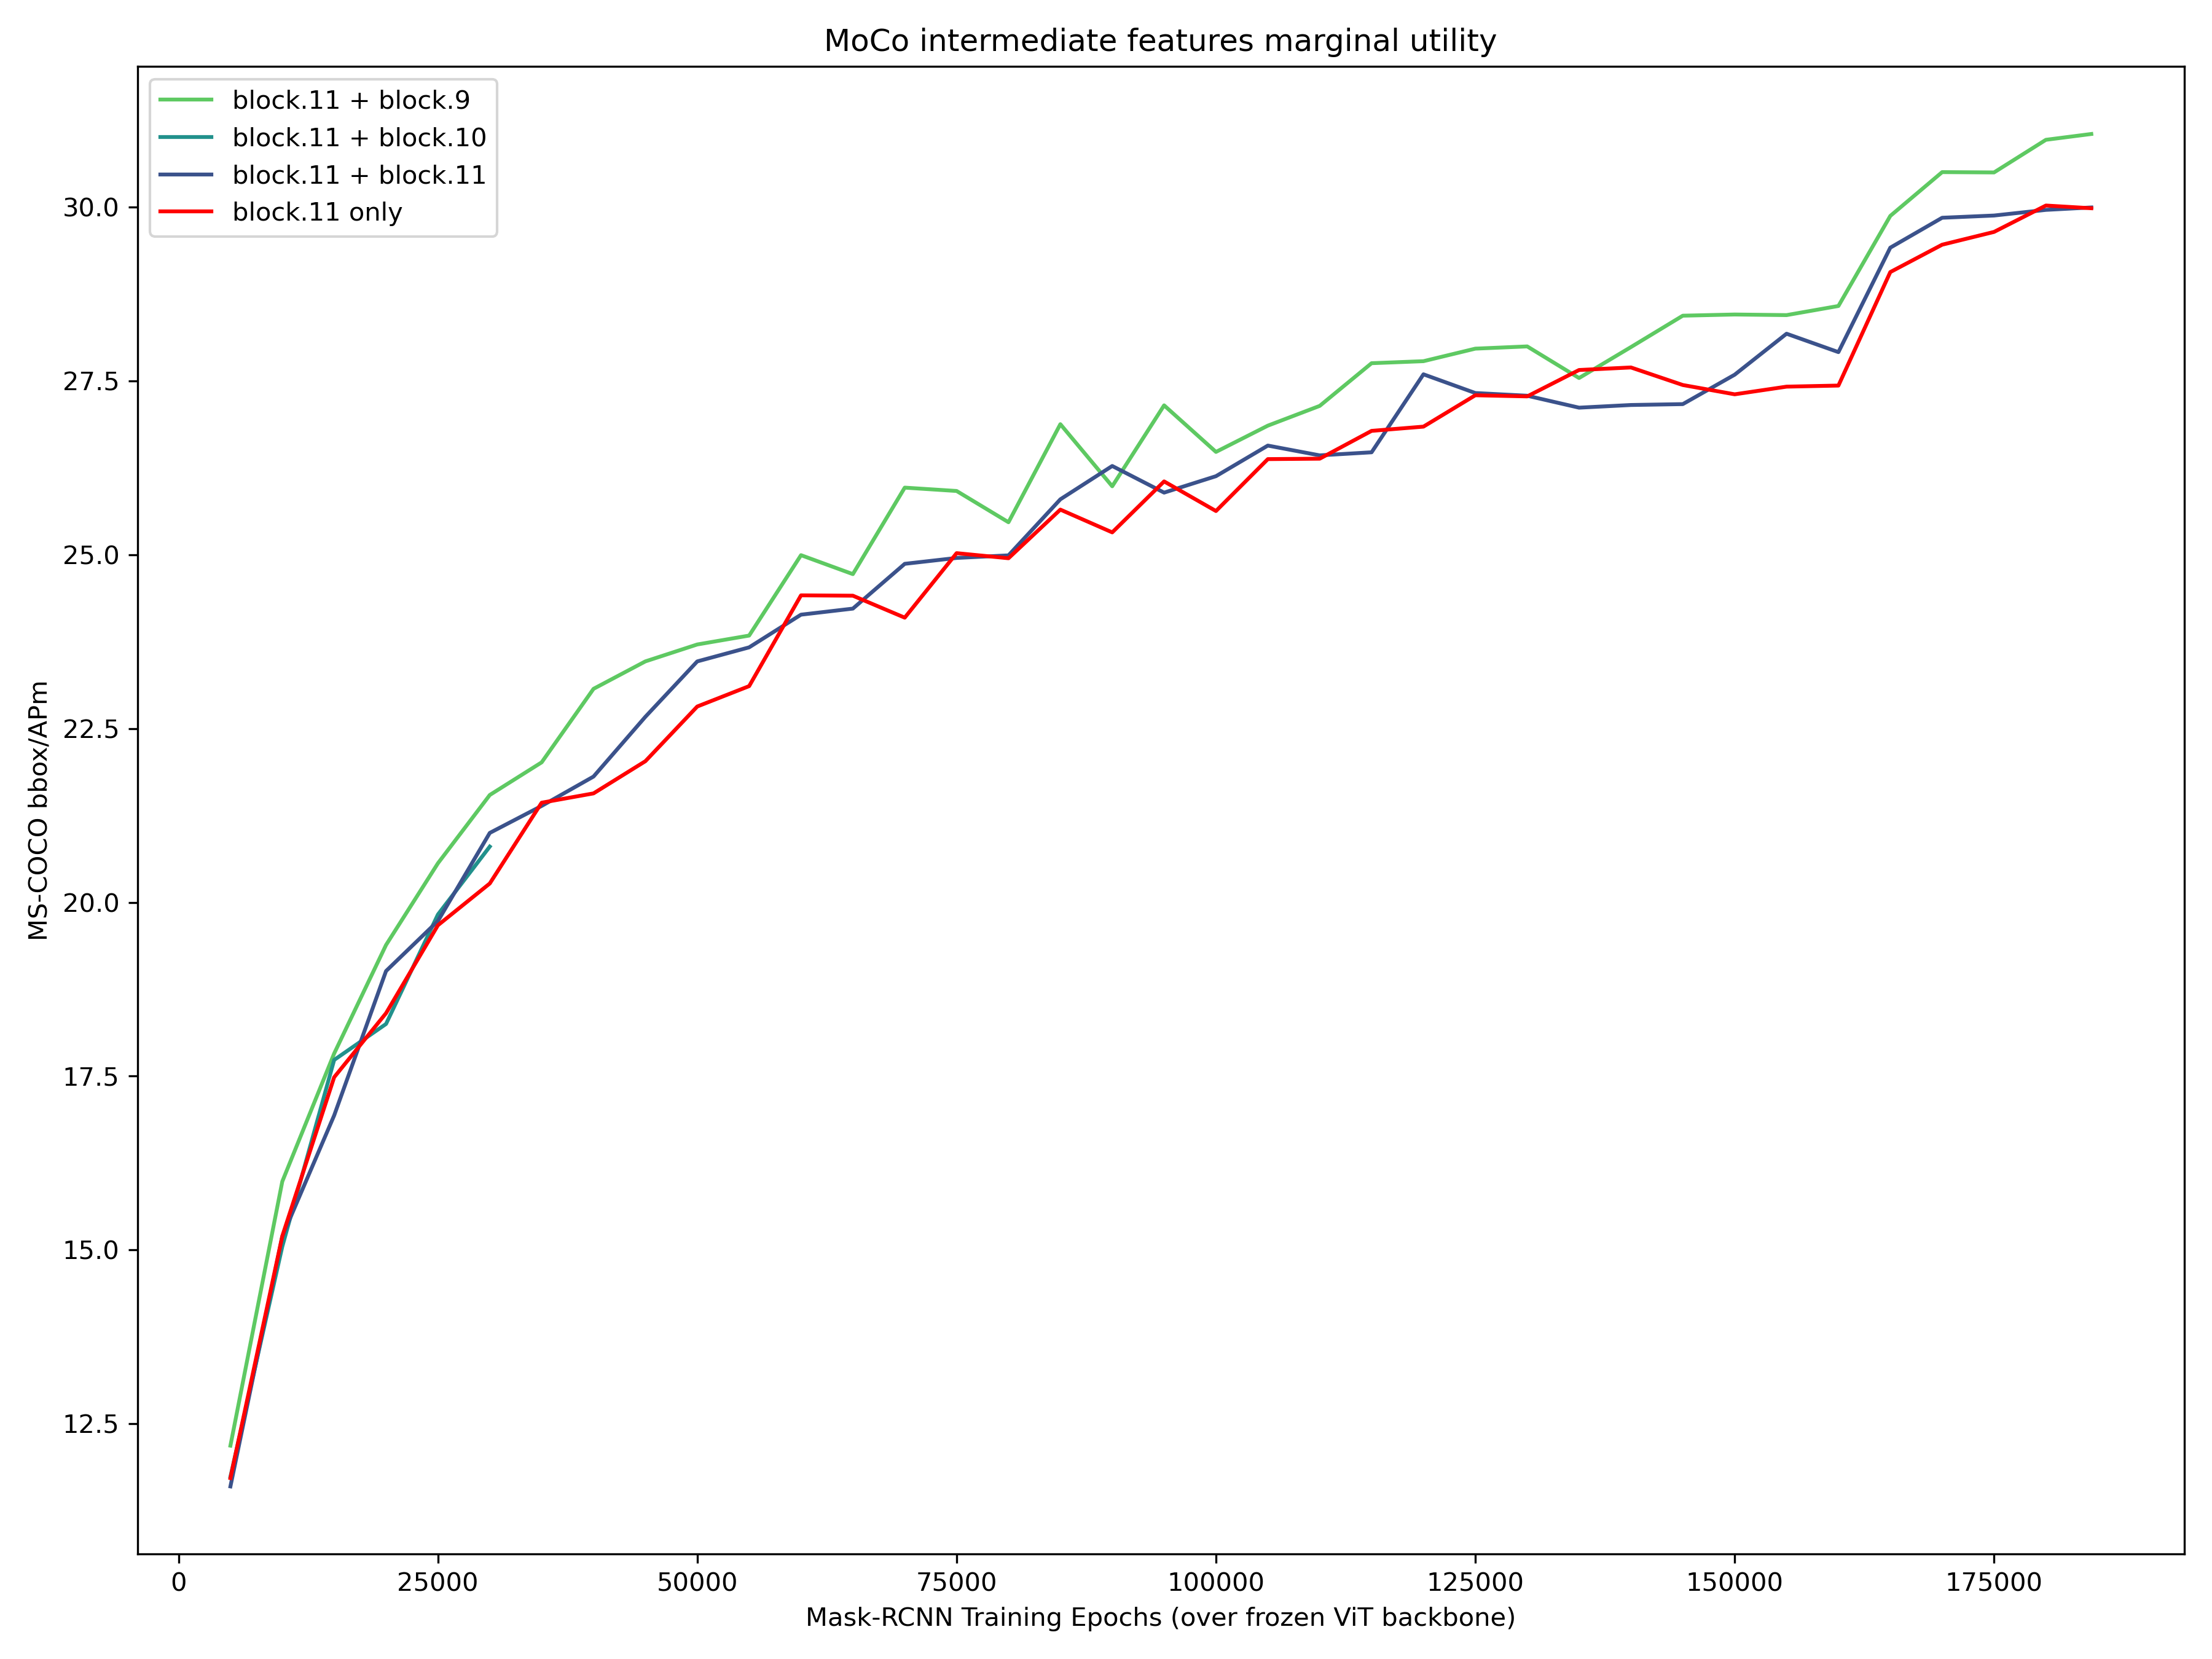 MoCo intermediate features marginal utility
block.11 + block.9
block.11 + block.10
block.11 + block.11
block.11 only
30.0
27.5
25.0
22.5
20.0
17.5
15.0
12.5
MS-COCO bbox/APm
0 25000 50000 75000 100000 125000 150000 175000
Mask-RCNN Training Epochs (over frozen ViT backbone)